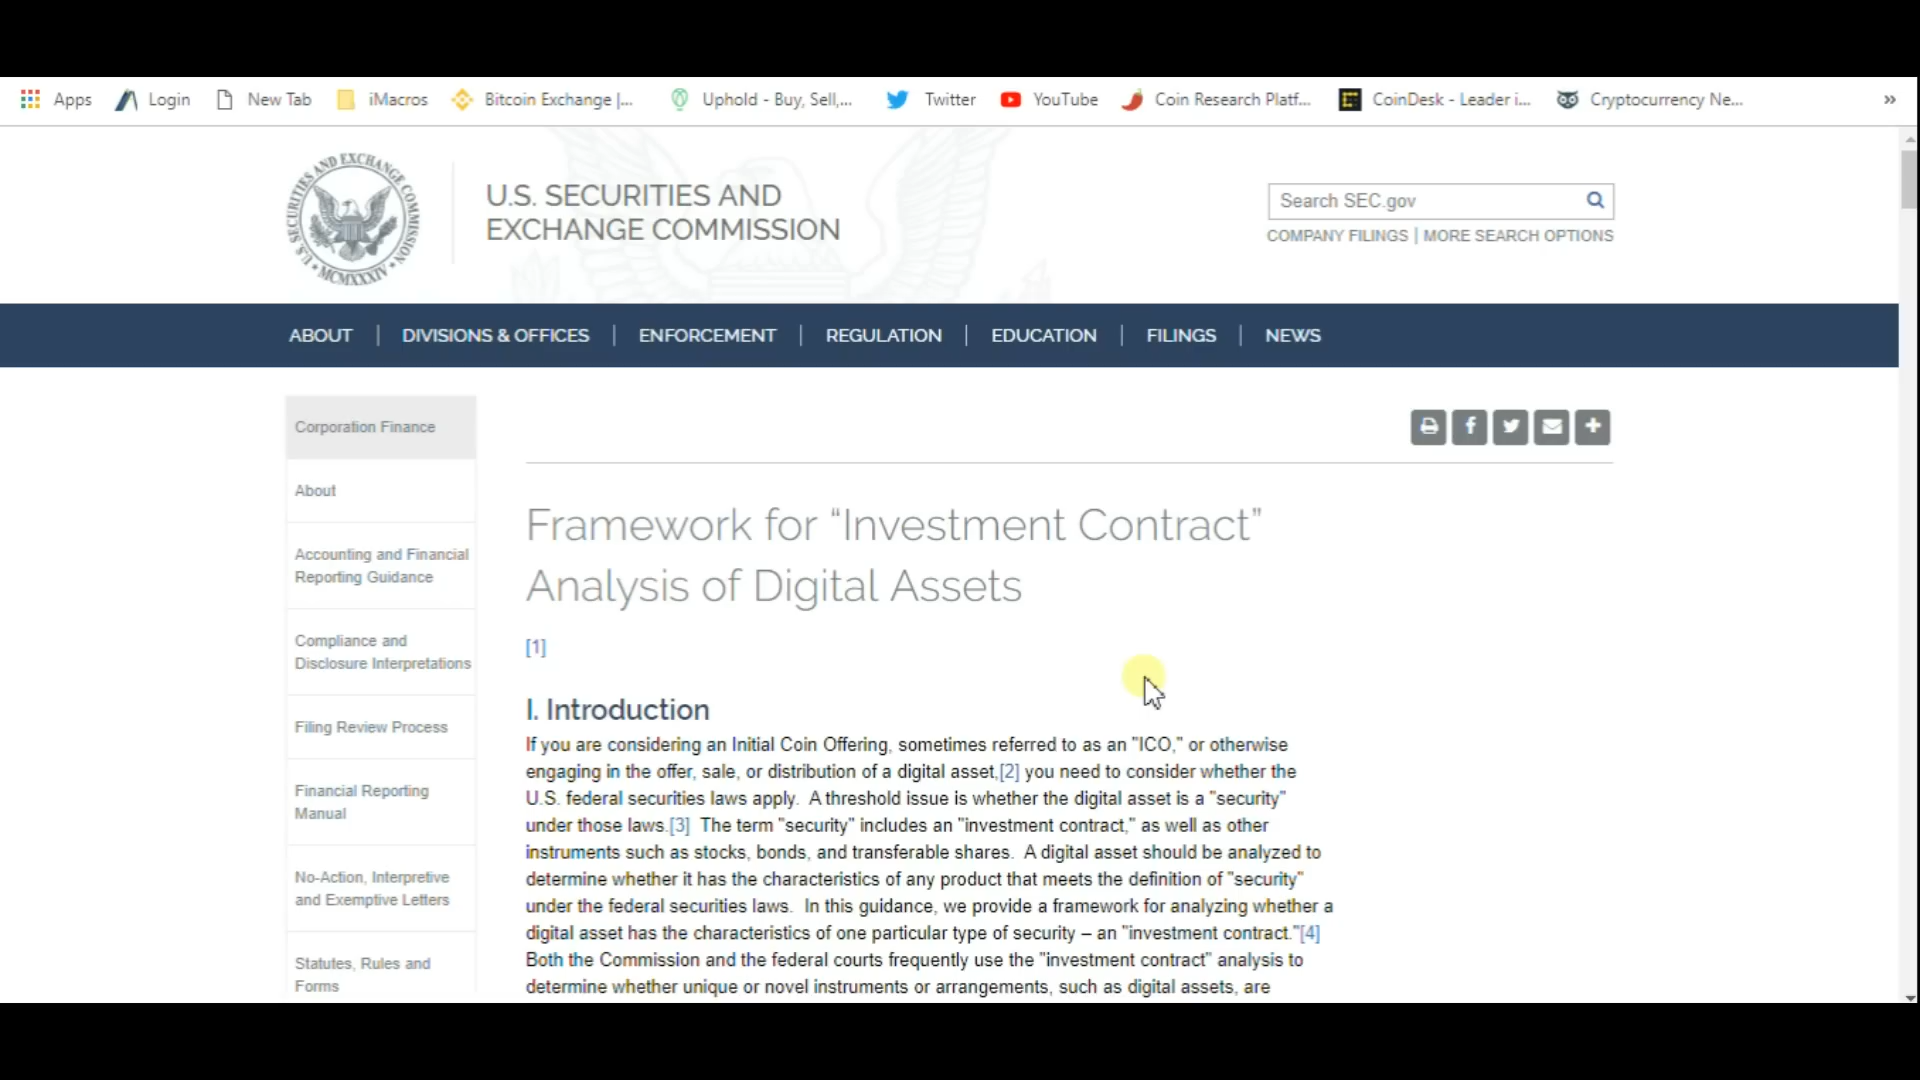 Apps Login New Tab iMacros Bitcoin Exchange |... Uphold - Buy, Sell,... Twitter YouTube Coin Research Platf... CoinDesk - Leader i... Cryptocurrency Ne... »
U.S. SECURITIES AND EXCHANGE COMMISSION
MCMXXXIV
U.S. SECURITIES AND
EXCHANGE COMMISSION
Search SEC.gov
COMPANY FILINGS | MORE SEARCH OPTIONS
ABOUT | DIVISIONS & OFFICES | ENFORCEMENT | REGULATION | EDUCATION | FILINGS | NEWS
Corporation Finance
About
Accounting and Financial
Reporting Guidance
Compliance and
Disclosure Interpretations
Filing Review Process
Financial Reporting
Manual
No-Action, Interpretive
and Exemptive Letters
Statutes, Rules and
Forms
Framework for “Investment Contract”
Analysis of Digital Assets
[1]
I. Introduction
If you are considering an Initial Coin Offering, sometimes referred to as an "ICO," or otherwise
engaging in the offer, sale, or distribution of a digital asset,[2] you need to consider whether the
U.S. federal securities laws apply. A threshold issue is whether the digital asset is a "security"
under those laws.[3] The term "security" includes an "investment contract," as well as other
instruments such as stocks, bonds, and transferable shares. A digital asset should be analyzed to
determine whether it has the characteristics of any product that meets the definition of "security"
under the federal securities laws. In this guidance, we provide a framework for analyzing whether a
digital asset has the characteristics of one particular type of security – an "investment contract."[4]
Both the Commission and the federal courts frequently use the "investment contract" analysis to
determine whether unique or novel instruments or arrangements, such as digital assets, are